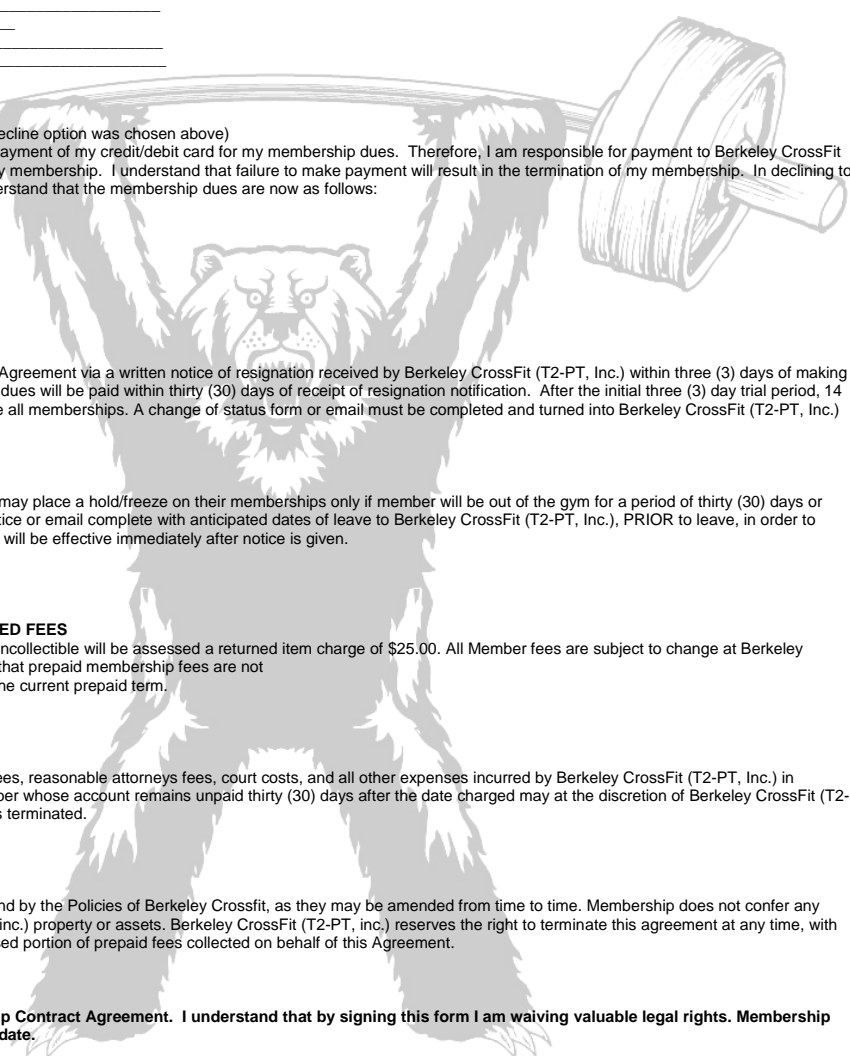 ecline option was chosen above)
ayment of my credit/debit card for my membership dues.  Therefore, I am responsible for payment to Berkeley CrossFit
y membership.  I understand that failure to make payment will result in the termination of my membership.  In declining to
erstand that the membership dues are now as follows:
Agreement via a written notice of resignation received by Berkeley CrossFit (T2-PT, Inc.) within three (3) days of making
dues will be paid within thirty (30) days of receipt of resignation notification.  After the initial three (3) day trial period, 14
e all memberships. A change of status form or email must be completed and turned into Berkeley CrossFit (T2-PT, Inc.)
may place a hold/freeze on their memberships only if member will be out of the gym for a period of thirty (30) days or
tice or email complete with anticipated dates of leave to Berkeley CrossFit (T2-PT, Inc.), PRIOR to leave, in order to
will be effective immediately after notice is given.
ED FEES
ncollectible will be assessed a returned item charge of $25.00. All Member fees are subject to change at Berkeley
that prepaid membership fees are not
he current prepaid term.
ees, reasonable attorneys fees, court costs, and all other expenses incurred by Berkeley CrossFit (T2-PT, Inc.) in
ber whose account remains unpaid thirty (30) days after the date charged may at the discretion of Berkeley CrossFit (T2-
s terminated.
nd by the Policies of Berkeley Crossfit, as they may be amended from time to time. Membership does not confer any
inc.) property or assets. Berkeley CrossFit (T2-PT, inc.) reserves the right to terminate this agreement at any time, with
sed portion of prepaid fees collected on behalf of this Agreement.
p Contract Agreement.  I understand that by signing this form I am waiving valuable legal rights. Membership
date.